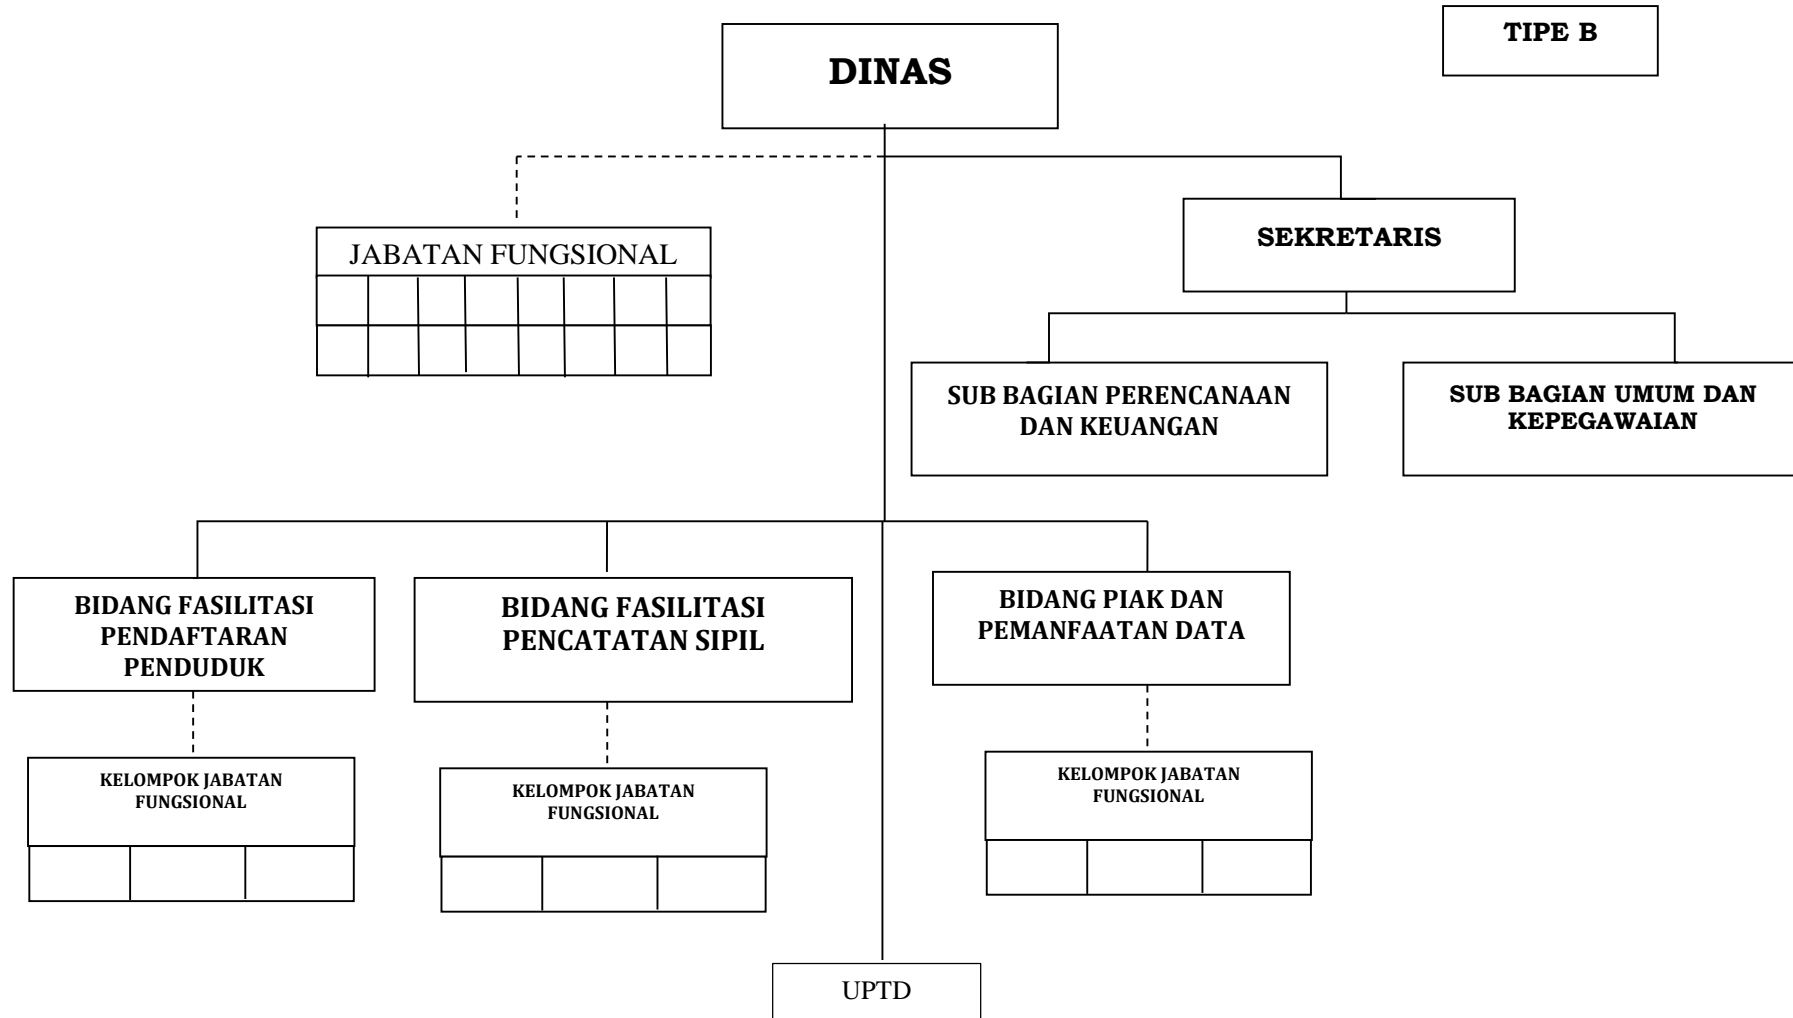 TIPE B
DINAS
JABATAN FUNGSIONAL
SEKRETARIS
SUB BAGIAN PERENCANAAN
DAN KEUANGAN
SUB BAGIAN UMUM DAN
KEPEGAWAIAN
BIDANG FASILITASI
PENDAFTARAN
PENDUDUK
BIDANG FASILITASI
PENCATATAN SIPIL
BIDANG PIAK DAN
PEMANFAATAN DATA
KELOMPOK JABATAN
FUNGSIONAL
KELOMPOK JABATAN
FUNGSIONAL
KELOMPOK JABATAN
FUNGSIONAL
UPTD